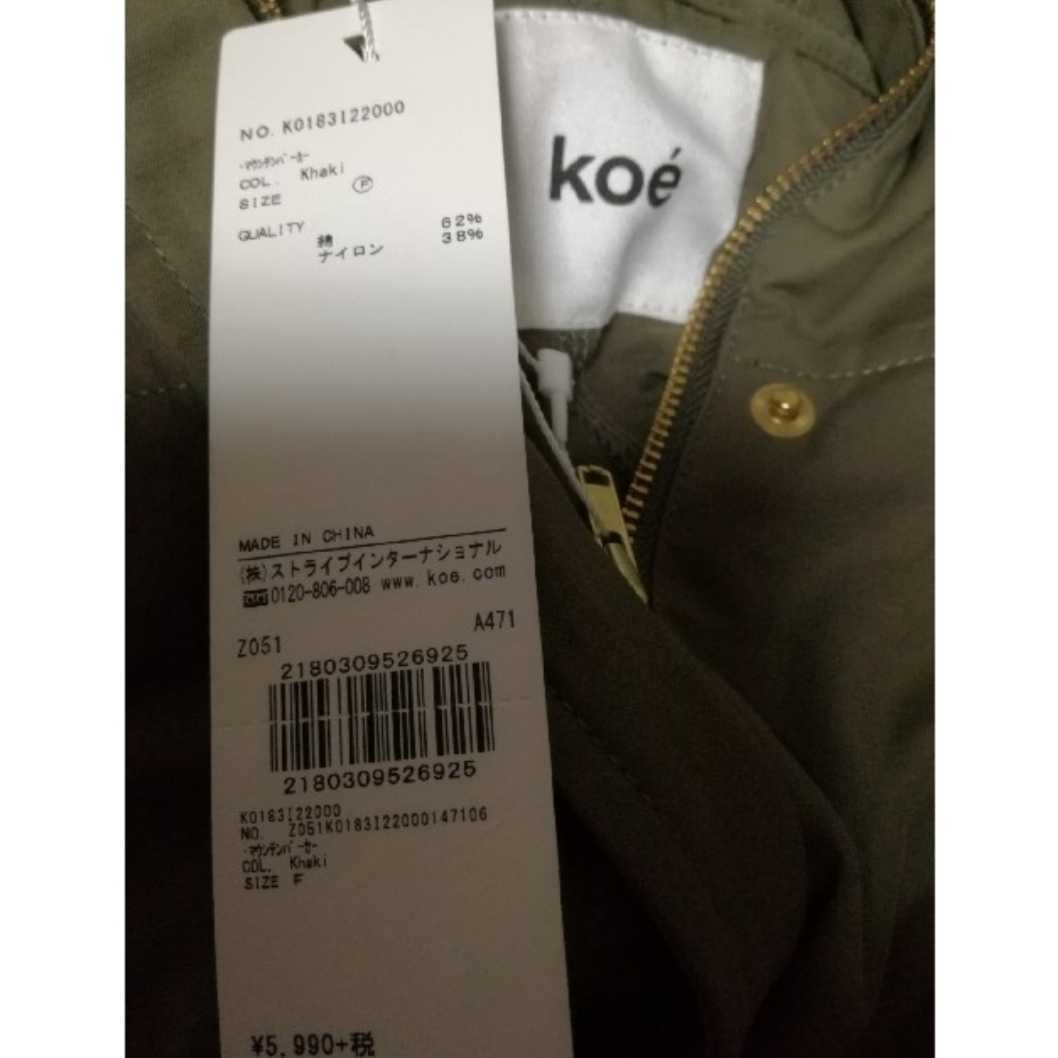 NO. K0183I22000
・マウンテンパーカー
COL. Khaki
SIZE Ⓕ
QUALITY 綿 62%
ナイロン 38%
koé
MADE IN CHINA
(株)ストライプインターナショナル
0120-806-008 www.koe.com
Z051 A471
2180309526925
2180309526925
K0183I22000
NO. Z051K0183I22000147106
・マウンテンパーカー
COL. Khaki
SIZE F
¥5,990+税